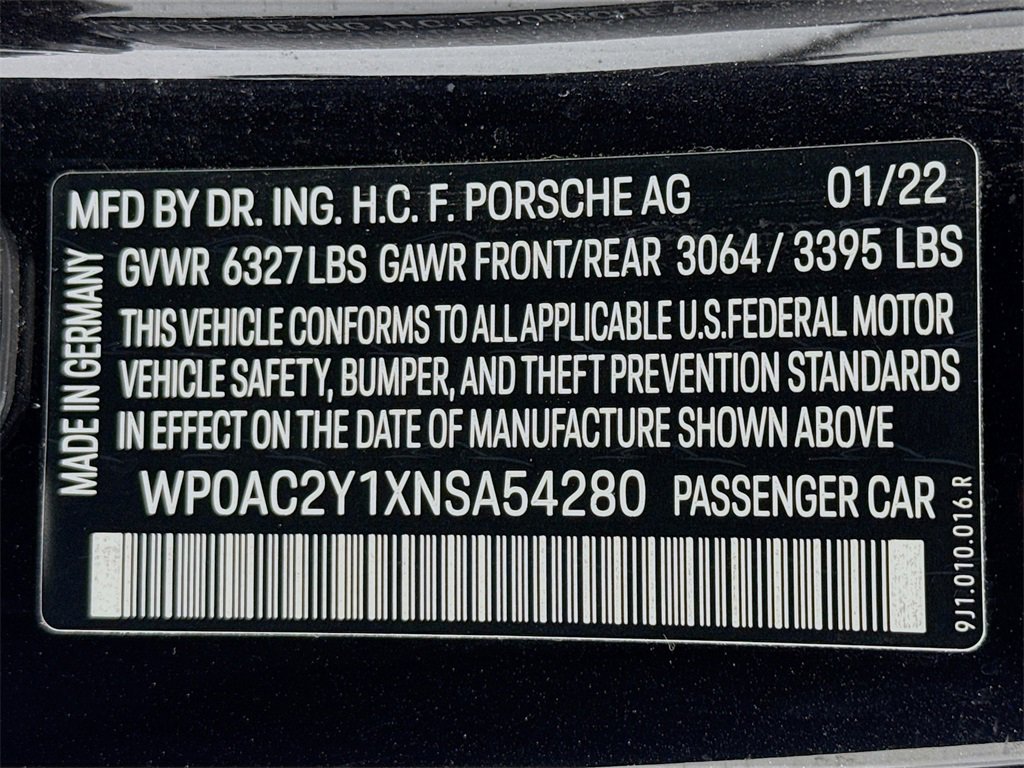 MFD BY DR. ING. H.C. F. PORSCHE AG 01/22
GVWR 6327 LBS GAWR FRONT/REAR 3064 / 3395 LBS
THIS VEHICLE CONFORMS TO ALL APPLICABLE U.S.FEDERAL MOTOR
VEHICLE SAFETY, BUMPER, AND THEFT PREVENTION STANDARDS
IN EFFECT ON THE DATE OF MANUFACTURE SHOWN ABOVE
WP0AC2Y1XNSA54280 PASSENGER CAR
MADE IN GERMANY
9J1.010.016.R